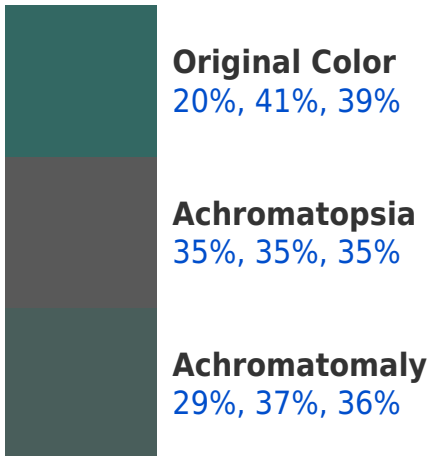 Original Color
20%, 41%, 39%
Achromatopsia
35%, 35%, 35%
Achromatomaly
29%, 37%, 36%